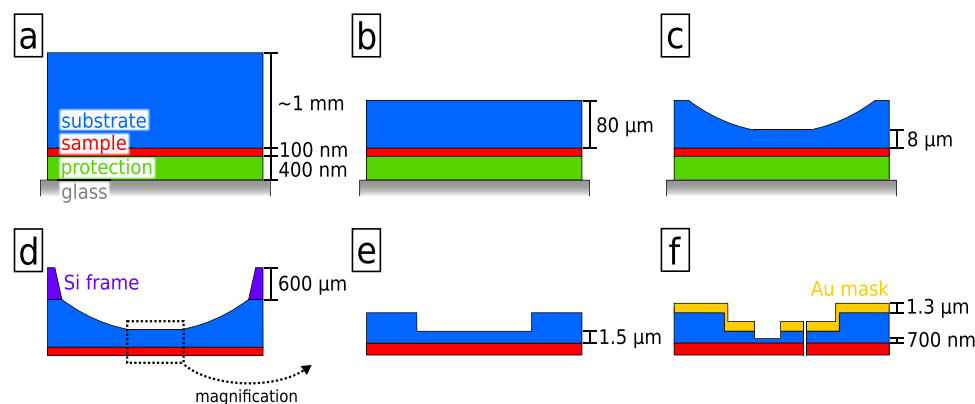 a
~1 mm
substrate
sample
100 nm
protection
400 nm
glass
b
80 µm
c
8 µm
d
Si frame
600 µm
magnification
e
1.5 µm
f
Au mask
1.3 µm
700 nm